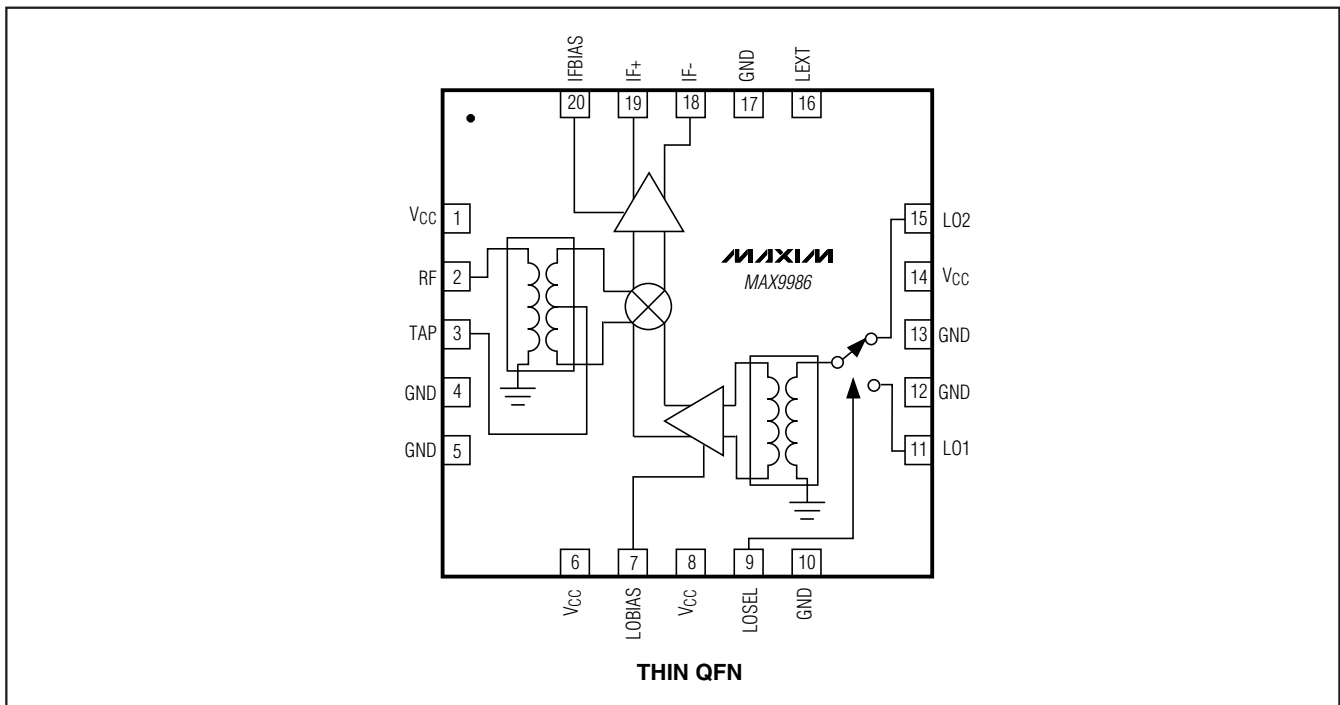 IFBIAS
IF+
IF-
GND
LEXT
20
19
18
17
16
VCC 1
RF 2
TAP 3
GND 4
GND 5
MAXIM
MAX9986
15 LO2
14 VCC
13 GND
12 GND
11 LO1
6
7
8
9
10
VCC
LOBIAS
VCC
LOSEL
GND
THIN QFN